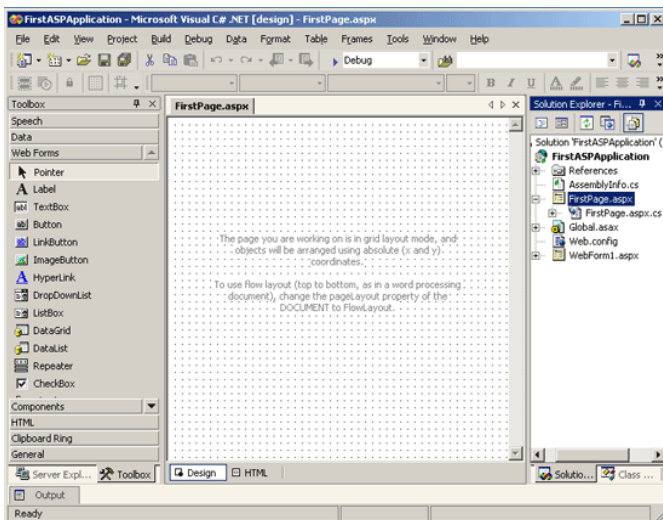 FirstASPApplication - Microsoft Visual C# .NET [design] - FirstPage.aspx
File Edit View Project Build Debug Data Format Table Frames Tools Window Help
Debug
B I U A
Toolbox
Speech
Data
Web Forms
Pointer
A Label
abl TextBox
ab Button
ab LinkButton
ImageButton
A HyperLink
DropDownList
ListBox
DataGrid
DataList
Repeater
CheckBox
Components
HTML
Clipboard Ring
General
Server Expl... Toolbox
FirstPage.aspx
The page you are working on is in grid layout mode, and
objects will be arranged using absolute (x and y)
coordinates.
To use flow layout (top to bottom, as in a word processing
document), change the pageLayout property of the
DOCUMENT to FlowLayout.
Design HTML
Solution Explorer - Fi...
Solution 'FirstASPApplication' (
FirstASPApplication
References
AssemblyInfo.cs
FirstPage.aspx
FirstPage.aspx.cs
Global.asax
Web.config
WebForm1.aspx
Solutio... Class ...
Output
Ready